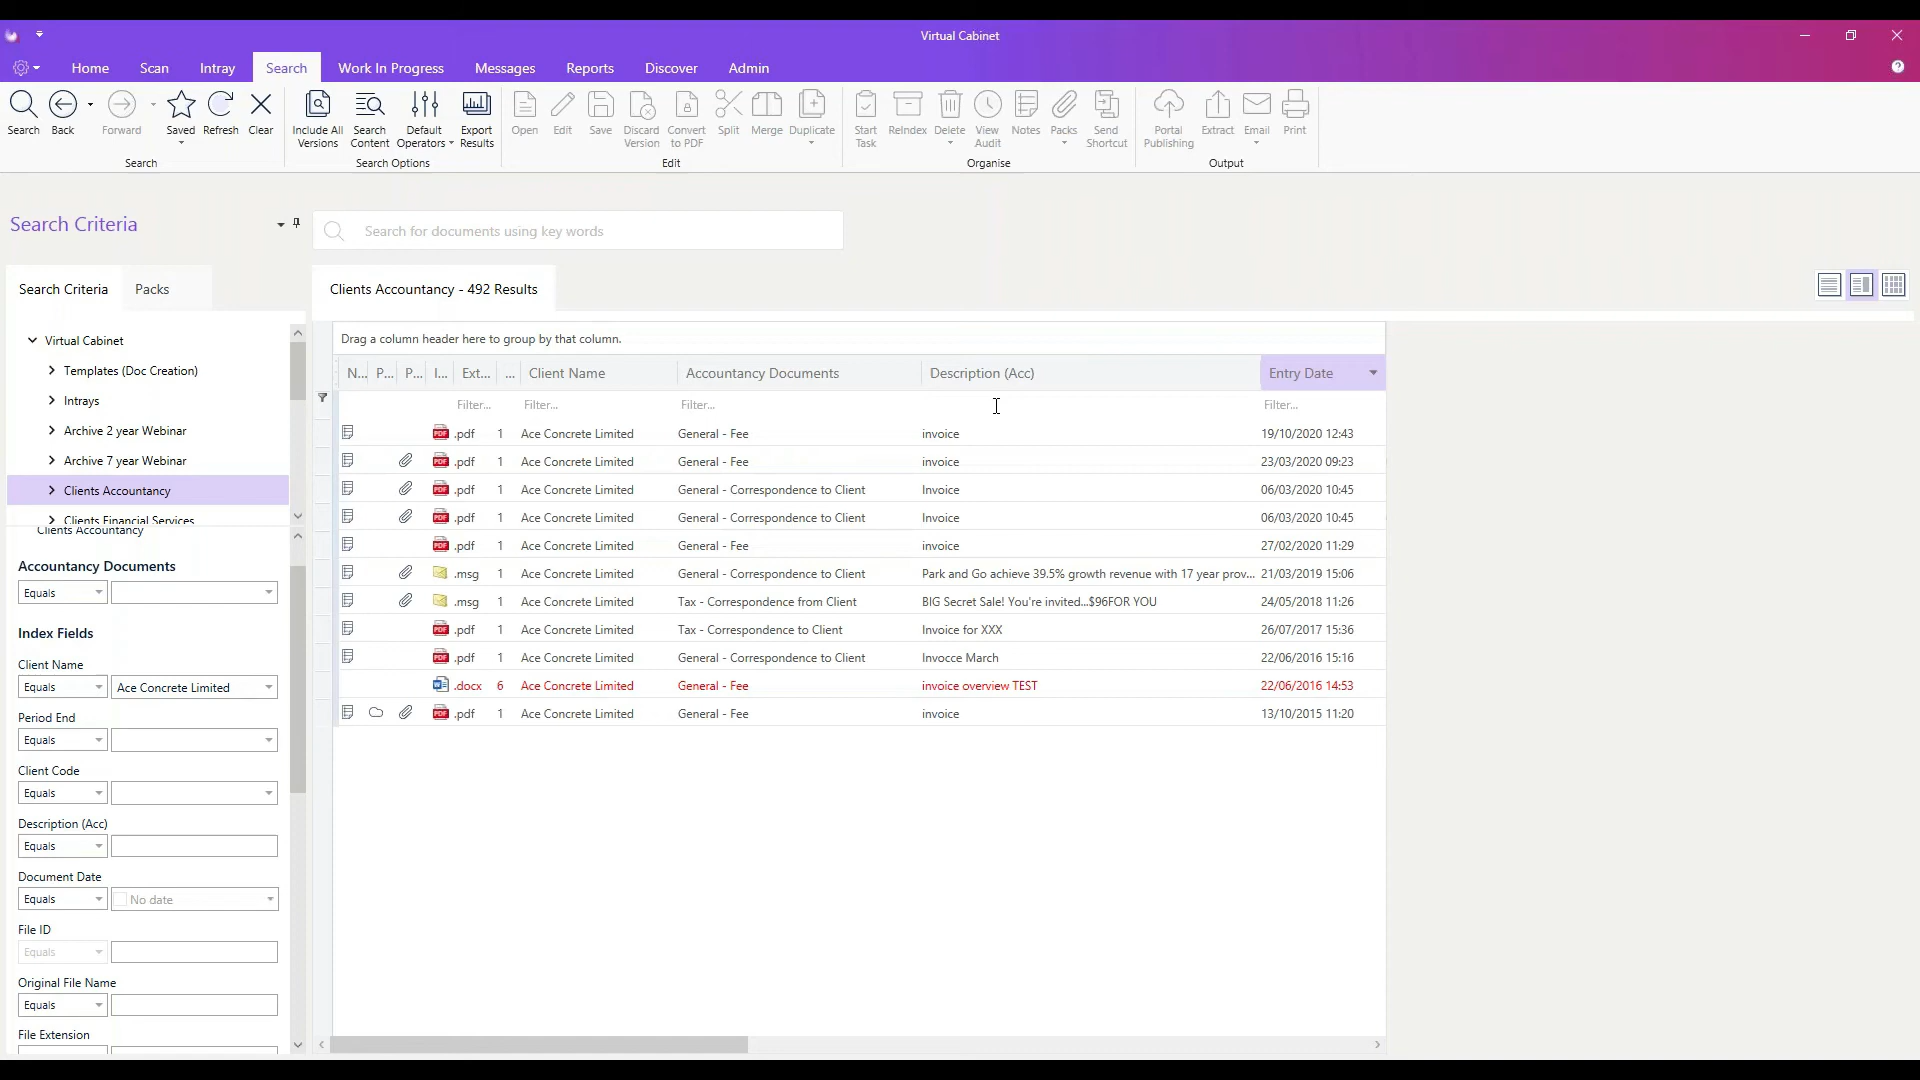 Virtual Cabinet
Home Scan Intray Search Work In Progress Messages Reports Discover Admin
Search Back Forward Saved Refresh Clear Include All Versions Search Content Default Operators Export Results Open Edit Save Discard Version Convert to PDF Split Merge Duplicate Start Task ReIndex Delete View Audit Notes Packs Send Shortcut Portal Publishing Extract Email Print
Search Search Options Edit Organise Output
Search Criteria
Search for documents using key words
Search Criteria Packs
Clients Accountancy - 492 Results
Virtual Cabinet
Templates (Doc Creation)
Intrays
Archive 2 year Webinar
Archive 7 year Webinar
Clients Accountancy
Clients Financial Services
Clients Accountancy
Accountancy Documents
Equals
Index Fields
Client Name
Equals Ace Concrete Limited
Period End
Equals
Client Code
Equals
Description (Acc)
Equals
Document Date
Equals No date
File ID
Equals
Original File Name
Equals
File Extension
Drag a column header here to group by that column.
N... P... P... I... Ext... ... Client Name Accountancy Documents Description (Acc) Entry Date
Filter... Filter... Filter... Filter...
PDF .pdf 1 Ace Concrete Limited General - Fee invoice 19/10/2020 12:43
PDF .pdf 1 Ace Concrete Limited General - Fee invoice 23/03/2020 09:23
PDF .pdf 1 Ace Concrete Limited General - Correspondence to Client Invoice 06/03/2020 10:45
PDF .pdf 1 Ace Concrete Limited General - Correspondence to Client Invoice 06/03/2020 10:45
PDF .pdf 1 Ace Concrete Limited General - Fee invoice 27/02/2020 11:29
.msg 1 Ace Concrete Limited General - Correspondence to Client Park and Go achieve 39.5% growth revenue with 17 year prov... 21/03/2019 15:06
.msg 1 Ace Concrete Limited Tax - Correspondence from Client BIG Secret Sale! You're invited...$96FOR YOU 24/05/2018 11:26
PDF .pdf 1 Ace Concrete Limited Tax - Correspondence to Client Invoice for XXX 26/07/2017 15:36
PDF .pdf 1 Ace Concrete Limited General - Correspondence to Client Invocce March 22/06/2016 15:16
.docx 6 Ace Concrete Limited General - Fee invoice overview TEST 22/06/2016 14:53
PDF .pdf 1 Ace Concrete Limited General - Fee invoice 13/10/2015 11:20